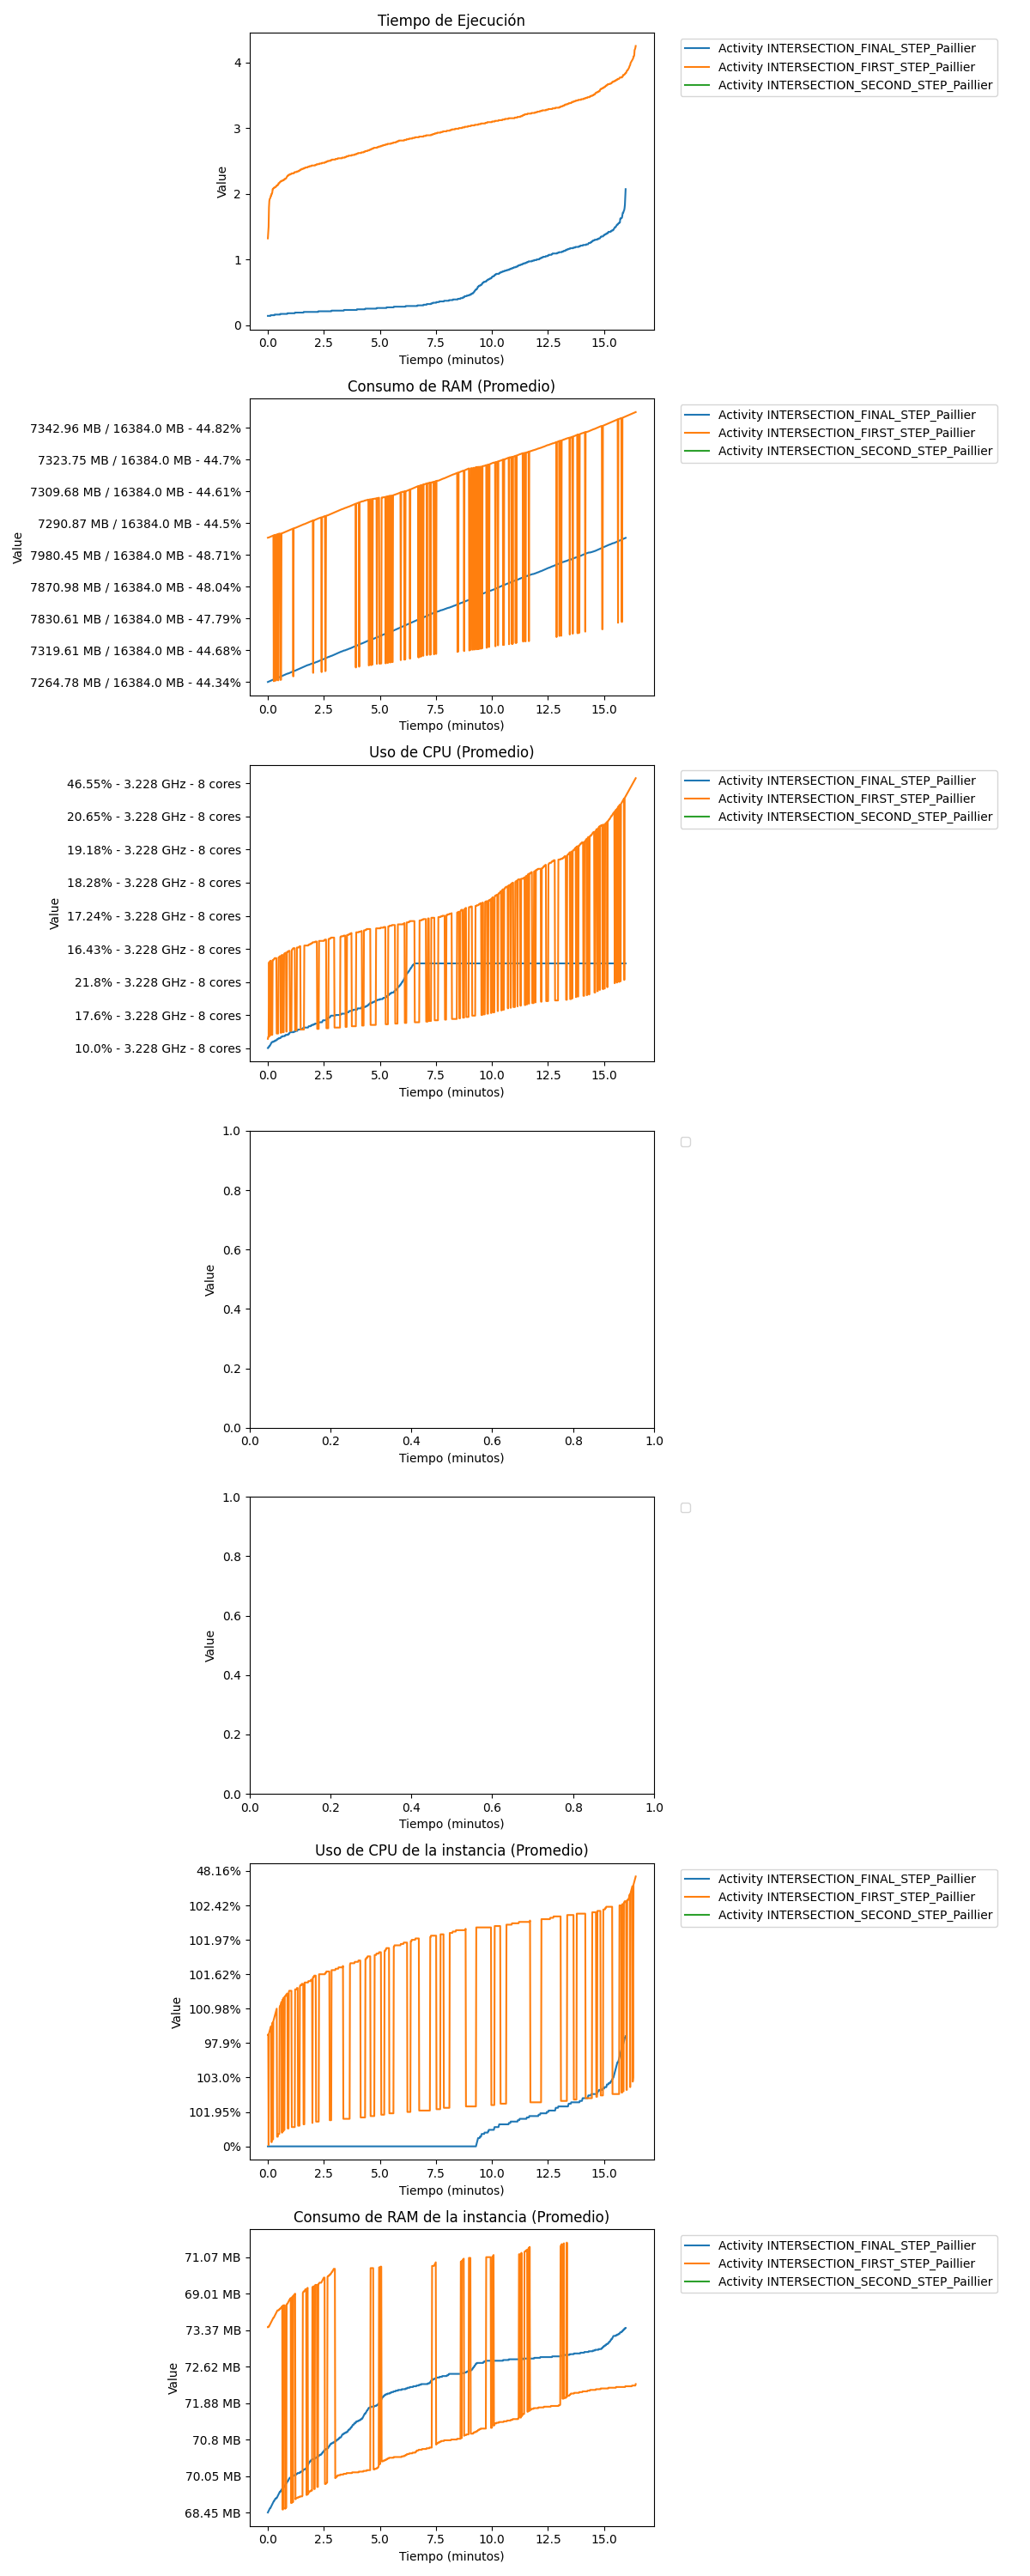 Tiempo de Ejecución
Activity INTERSECTION_FINAL_STEP_Paillier
Activity INTERSECTION_FIRST_STEP_Paillier
Activity INTERSECTION_SECOND_STEP_Paillier
4
3
2
1
0
Value
0.0 2.5 5.0 7.5 10.0 12.5 15.0
Tiempo (minutos)
Consumo de RAM (Promedio)
Activity INTERSECTION_FINAL_STEP_Paillier
Activity INTERSECTION_FIRST_STEP_Paillier
Activity INTERSECTION_SECOND_STEP_Paillier
7342.96 MB / 16384.0 MB - 44.82%
7323.75 MB / 16384.0 MB - 44.7%
7309.68 MB / 16384.0 MB - 44.61%
7290.87 MB / 16384.0 MB - 44.5%
7980.45 MB / 16384.0 MB - 48.71%
7870.98 MB / 16384.0 MB - 48.04%
7830.61 MB / 16384.0 MB - 47.79%
7319.61 MB / 16384.0 MB - 44.68%
7264.78 MB / 16384.0 MB - 44.34%
Value
0.0 2.5 5.0 7.5 10.0 12.5 15.0
Tiempo (minutos)
Uso de CPU (Promedio)
Activity INTERSECTION_FINAL_STEP_Paillier
Activity INTERSECTION_FIRST_STEP_Paillier
Activity INTERSECTION_SECOND_STEP_Paillier
46.55% - 3.228 GHz - 8 cores
20.65% - 3.228 GHz - 8 cores
19.18% - 3.228 GHz - 8 cores
18.28% - 3.228 GHz - 8 cores
17.24% - 3.228 GHz - 8 cores
16.43% - 3.228 GHz - 8 cores
21.8% - 3.228 GHz - 8 cores
17.6% - 3.228 GHz - 8 cores
10.0% - 3.228 GHz - 8 cores
Value
0.0 2.5 5.0 7.5 10.0 12.5 15.0
Tiempo (minutos)
1.0
0.8
0.6
0.4
0.2
0.0
Value
0.0 0.2 0.4 0.6 0.8 1.0
Tiempo (minutos)
1.0
0.8
0.6
0.4
0.2
0.0
Value
0.0 0.2 0.4 0.6 0.8 1.0
Tiempo (minutos)
Uso de CPU de la instancia (Promedio)
Activity INTERSECTION_FINAL_STEP_Paillier
Activity INTERSECTION_FIRST_STEP_Paillier
Activity INTERSECTION_SECOND_STEP_Paillier
48.16%
102.42%
101.97%
101.62%
100.98%
97.9%
103.0%
101.95%
0%
Value
0.0 2.5 5.0 7.5 10.0 12.5 15.0
Tiempo (minutos)
Consumo de RAM de la instancia (Promedio)
Activity INTERSECTION_FINAL_STEP_Paillier
Activity INTERSECTION_FIRST_STEP_Paillier
Activity INTERSECTION_SECOND_STEP_Paillier
71.07 MB
69.01 MB
73.37 MB
72.62 MB
71.88 MB
70.8 MB
70.05 MB
68.45 MB
Value
0.0 2.5 5.0 7.5 10.0 12.5 15.0
Tiempo (minutos)